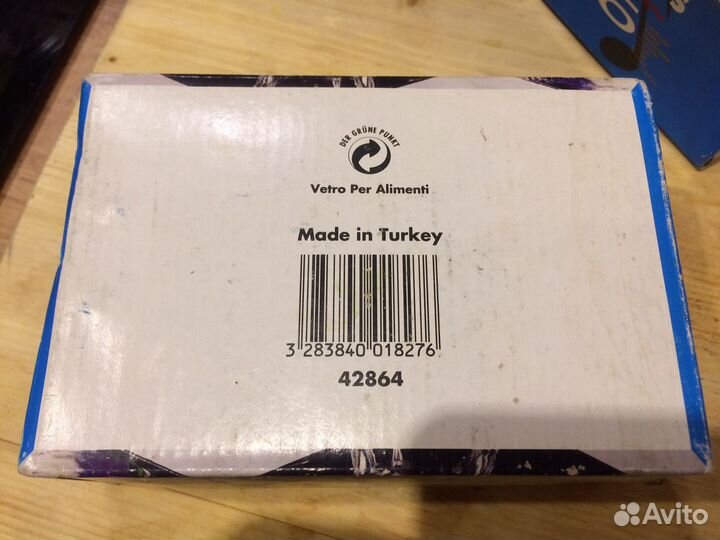 DER GRÜNE PUNKT
Vetro Per Alimenti
Made in Turkey
3 283840 018276
42864
Avito